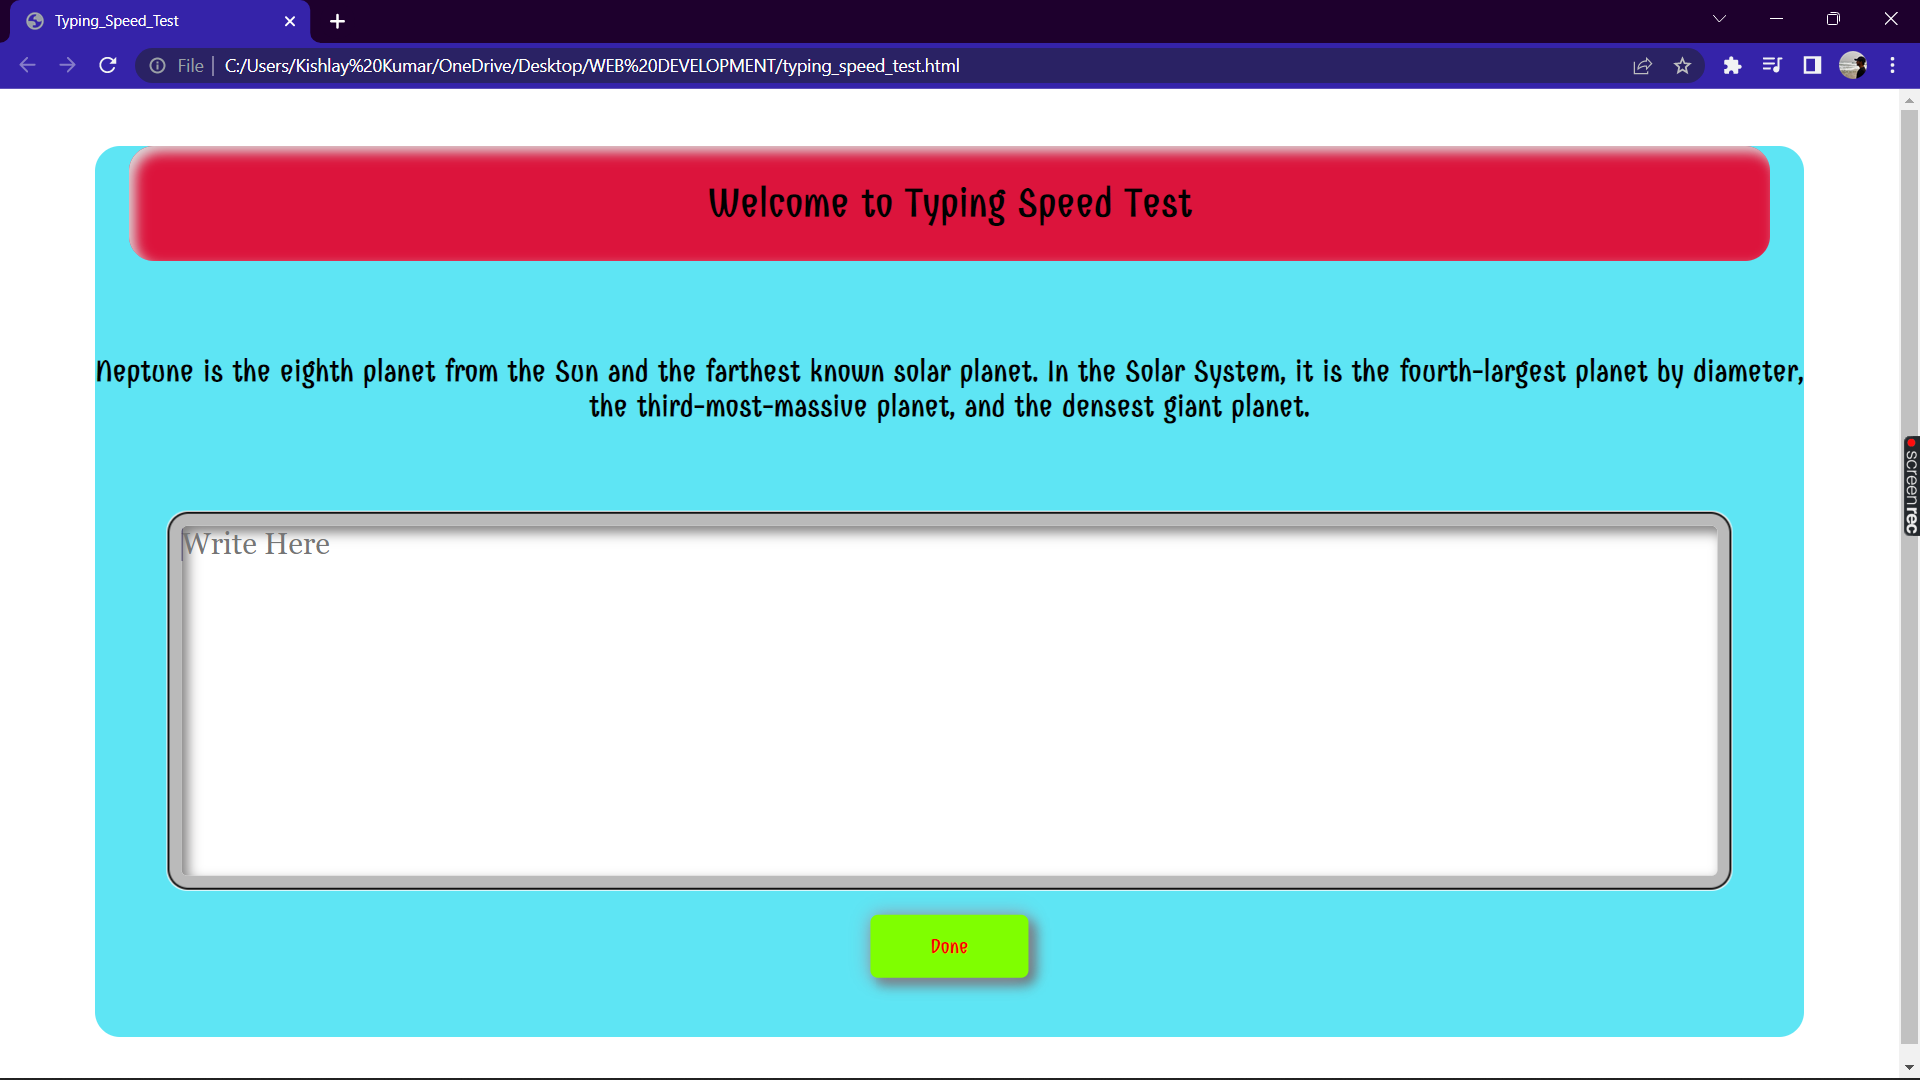 Typing_Speed_Test
File
C:/Users/Kishlay%20Kumar/OneDrive/Desktop/WEB%20DEVELOPMENT/typing_speed_test.html
Welcome to Typing Speed Test
Neptune is the eighth planet from the Sun and the farthest known solar planet. In the Solar System, it is the fourth-largest planet by diameter,
the third-most-massive planet, and the densest giant planet.
Write Here
Done
screenrec